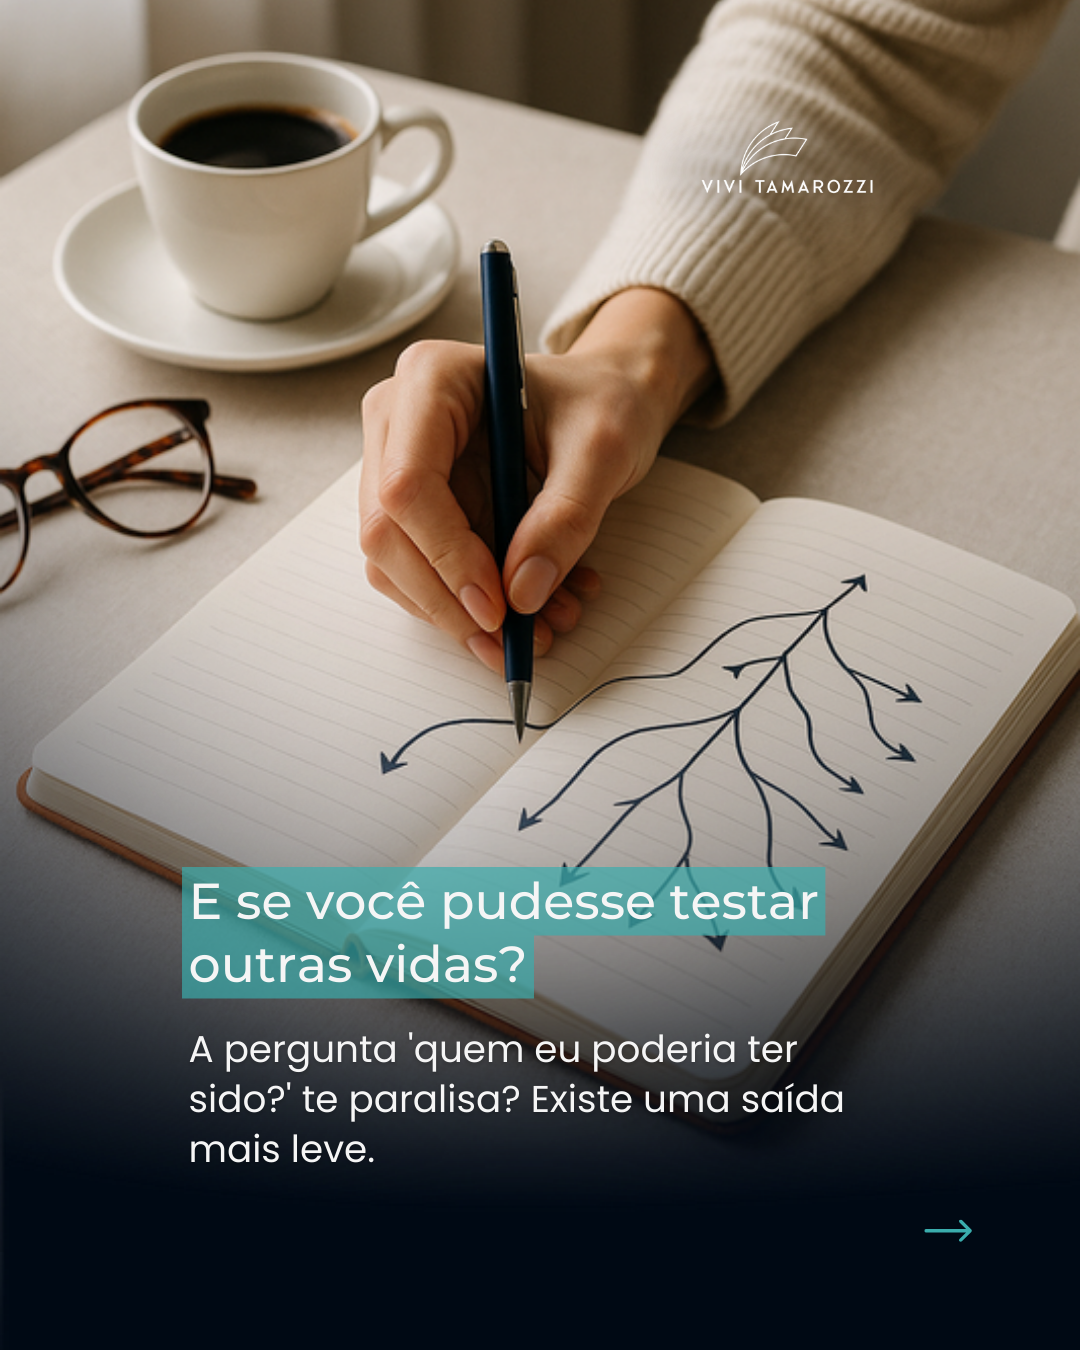 VIVI TAMAROZZI
E se você pudesse testar
outras vidas?
A pergunta 'quem eu poderia ter
sido?' te paralisa? Existe uma saída
mais leve.